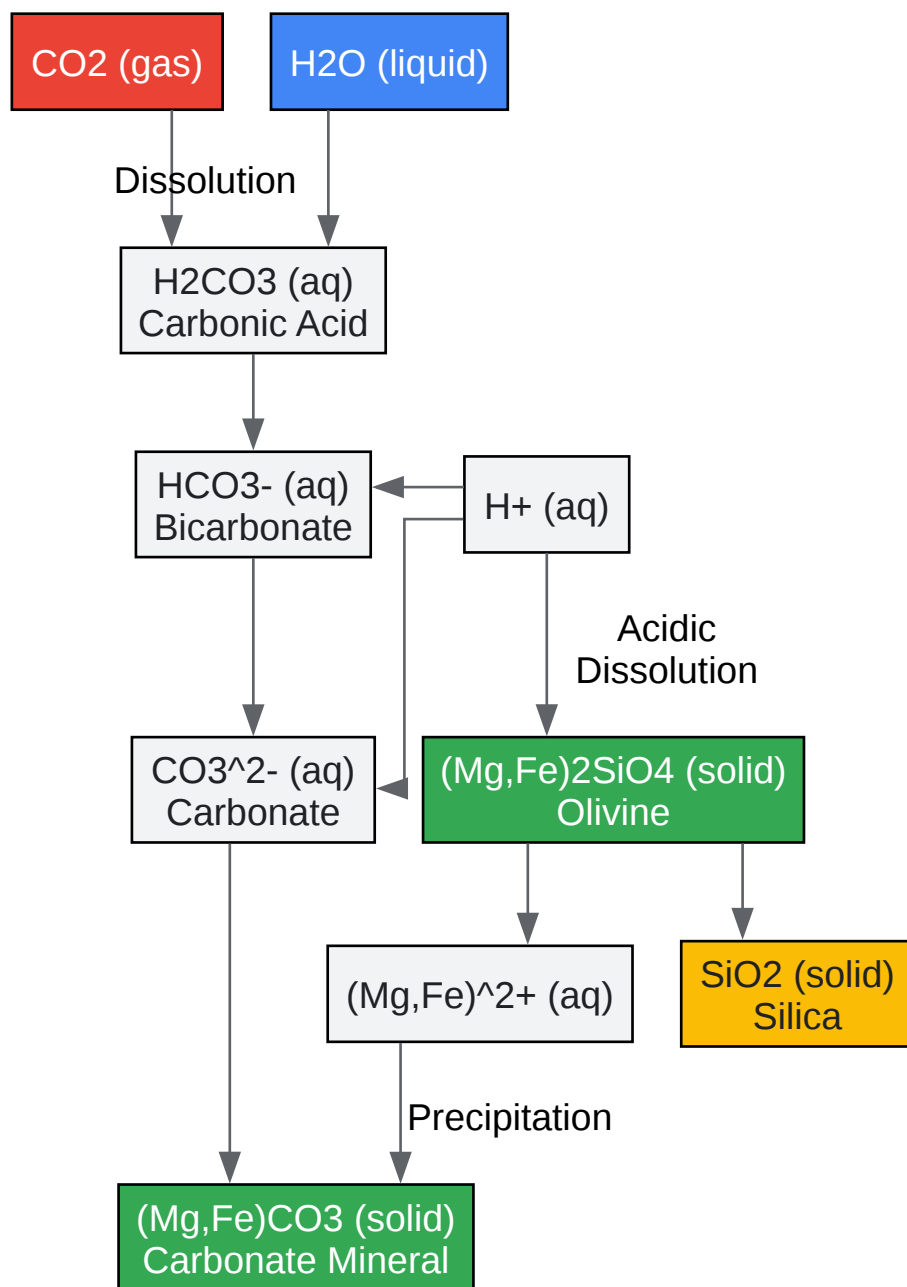 CO2 (gas)
H2O (liquid)
Dissolution
H2CO3 (aq)
Carbonic Acid
HCO3- (aq)
Bicarbonate
H+ (aq)
Acidic
Dissolution
CO3^2- (aq)
Carbonate
(Mg,Fe)2SiO4 (solid)
Olivine
(Mg,Fe)^2+ (aq)
SiO2 (solid)
Silica
Precipitation
(Mg,Fe)CO3 (solid)
Carbonate Mineral